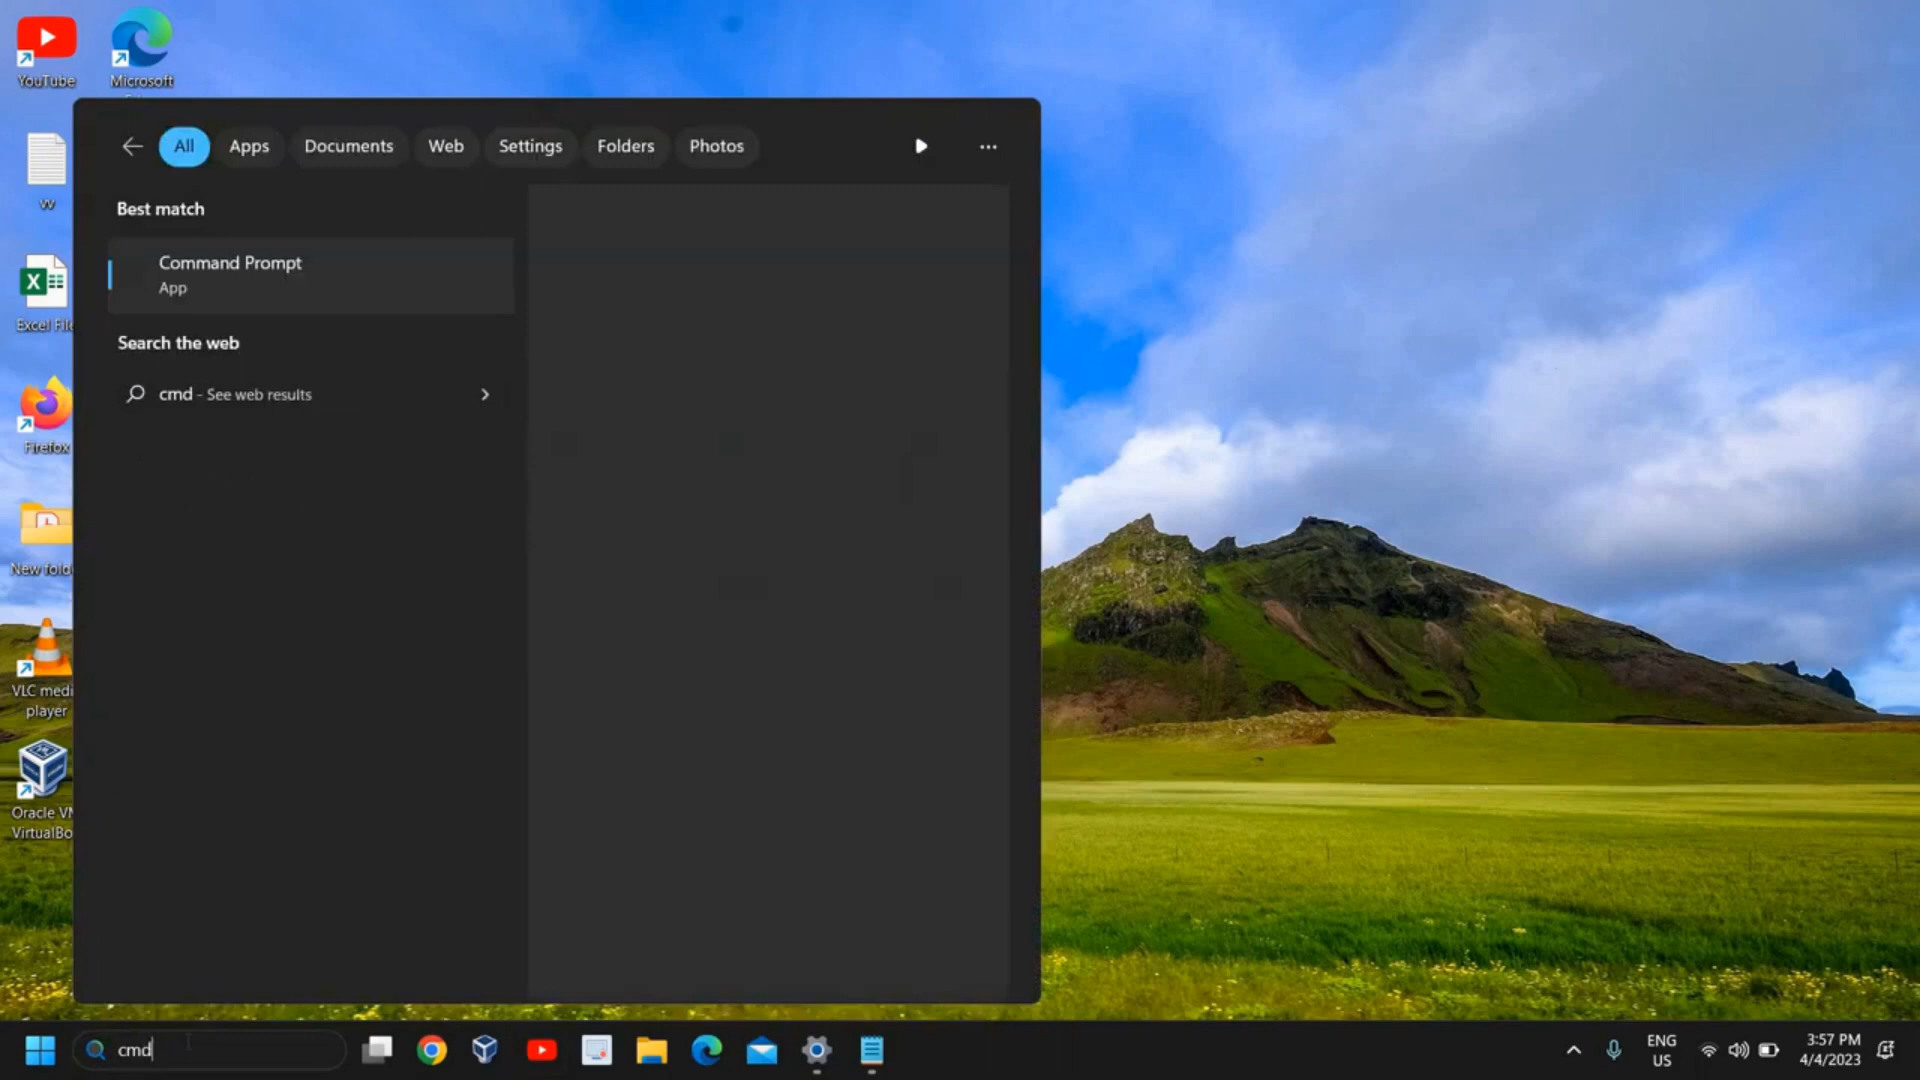 YouTube
Microsoft
vv
Excel Fil
Firefox
New fold
VLC medi
player
Oracle VM
VirtualBo
All
Apps
Documents
Web
Settings
Folders
Photos
Best match
Command Prompt
App
Search the web
cmd - See web results
cmd
ENG
US
3:57 PM
4/4/2023